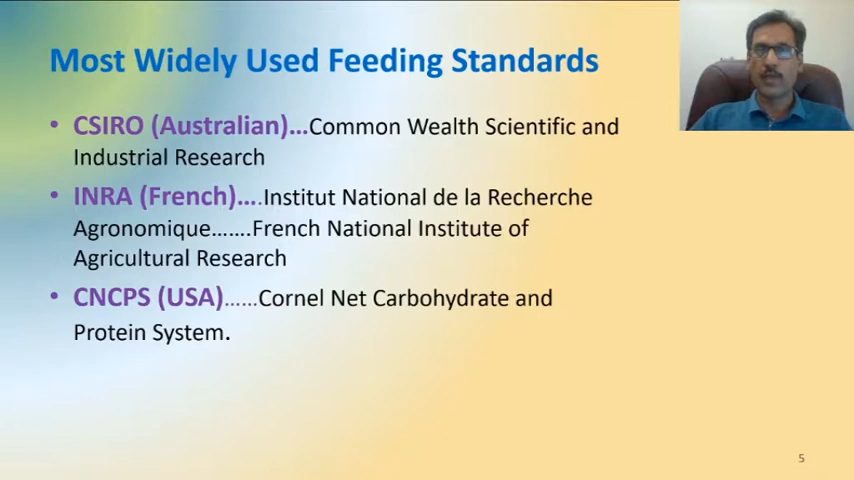 Most Widely Used Feeding Standards
• CSIRO (Australian)...Common Wealth Scientific and
Industrial Research
• INRA (French)....Institut National de la Recherche
Agronomique.......French National Institute of
Agricultural Research
• CNCPS (USA)......Cornel Net Carbohydrate and
Protein System.
5